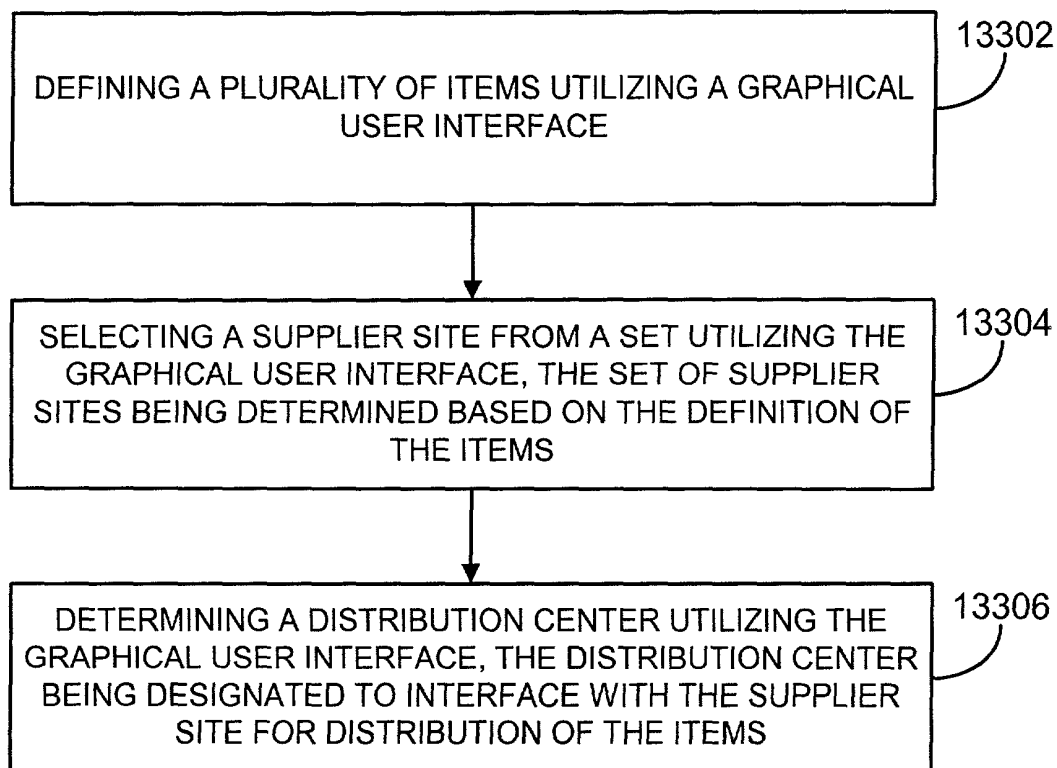 13302
DEFINING A PLURALITY OF ITEMS UTILIZING A GRAPHICAL
USER INTERFACE
13304
SELECTING A SUPPLIER SITE FROM A SET UTILIZING THE
GRAPHICAL USER INTERFACE, THE SET OF SUPPLIER
SITES BEING DETERMINED BASED ON THE DEFINITION OF
THE ITEMS
13306
DETERMINING A DISTRIBUTION CENTER UTILIZING THE
GRAPHICAL USER INTERFACE, THE DISTRIBUTION CENTER
BEING DESIGNATED TO INTERFACE WITH THE SUPPLIER
SITE FOR DISTRIBUTION OF THE ITEMS